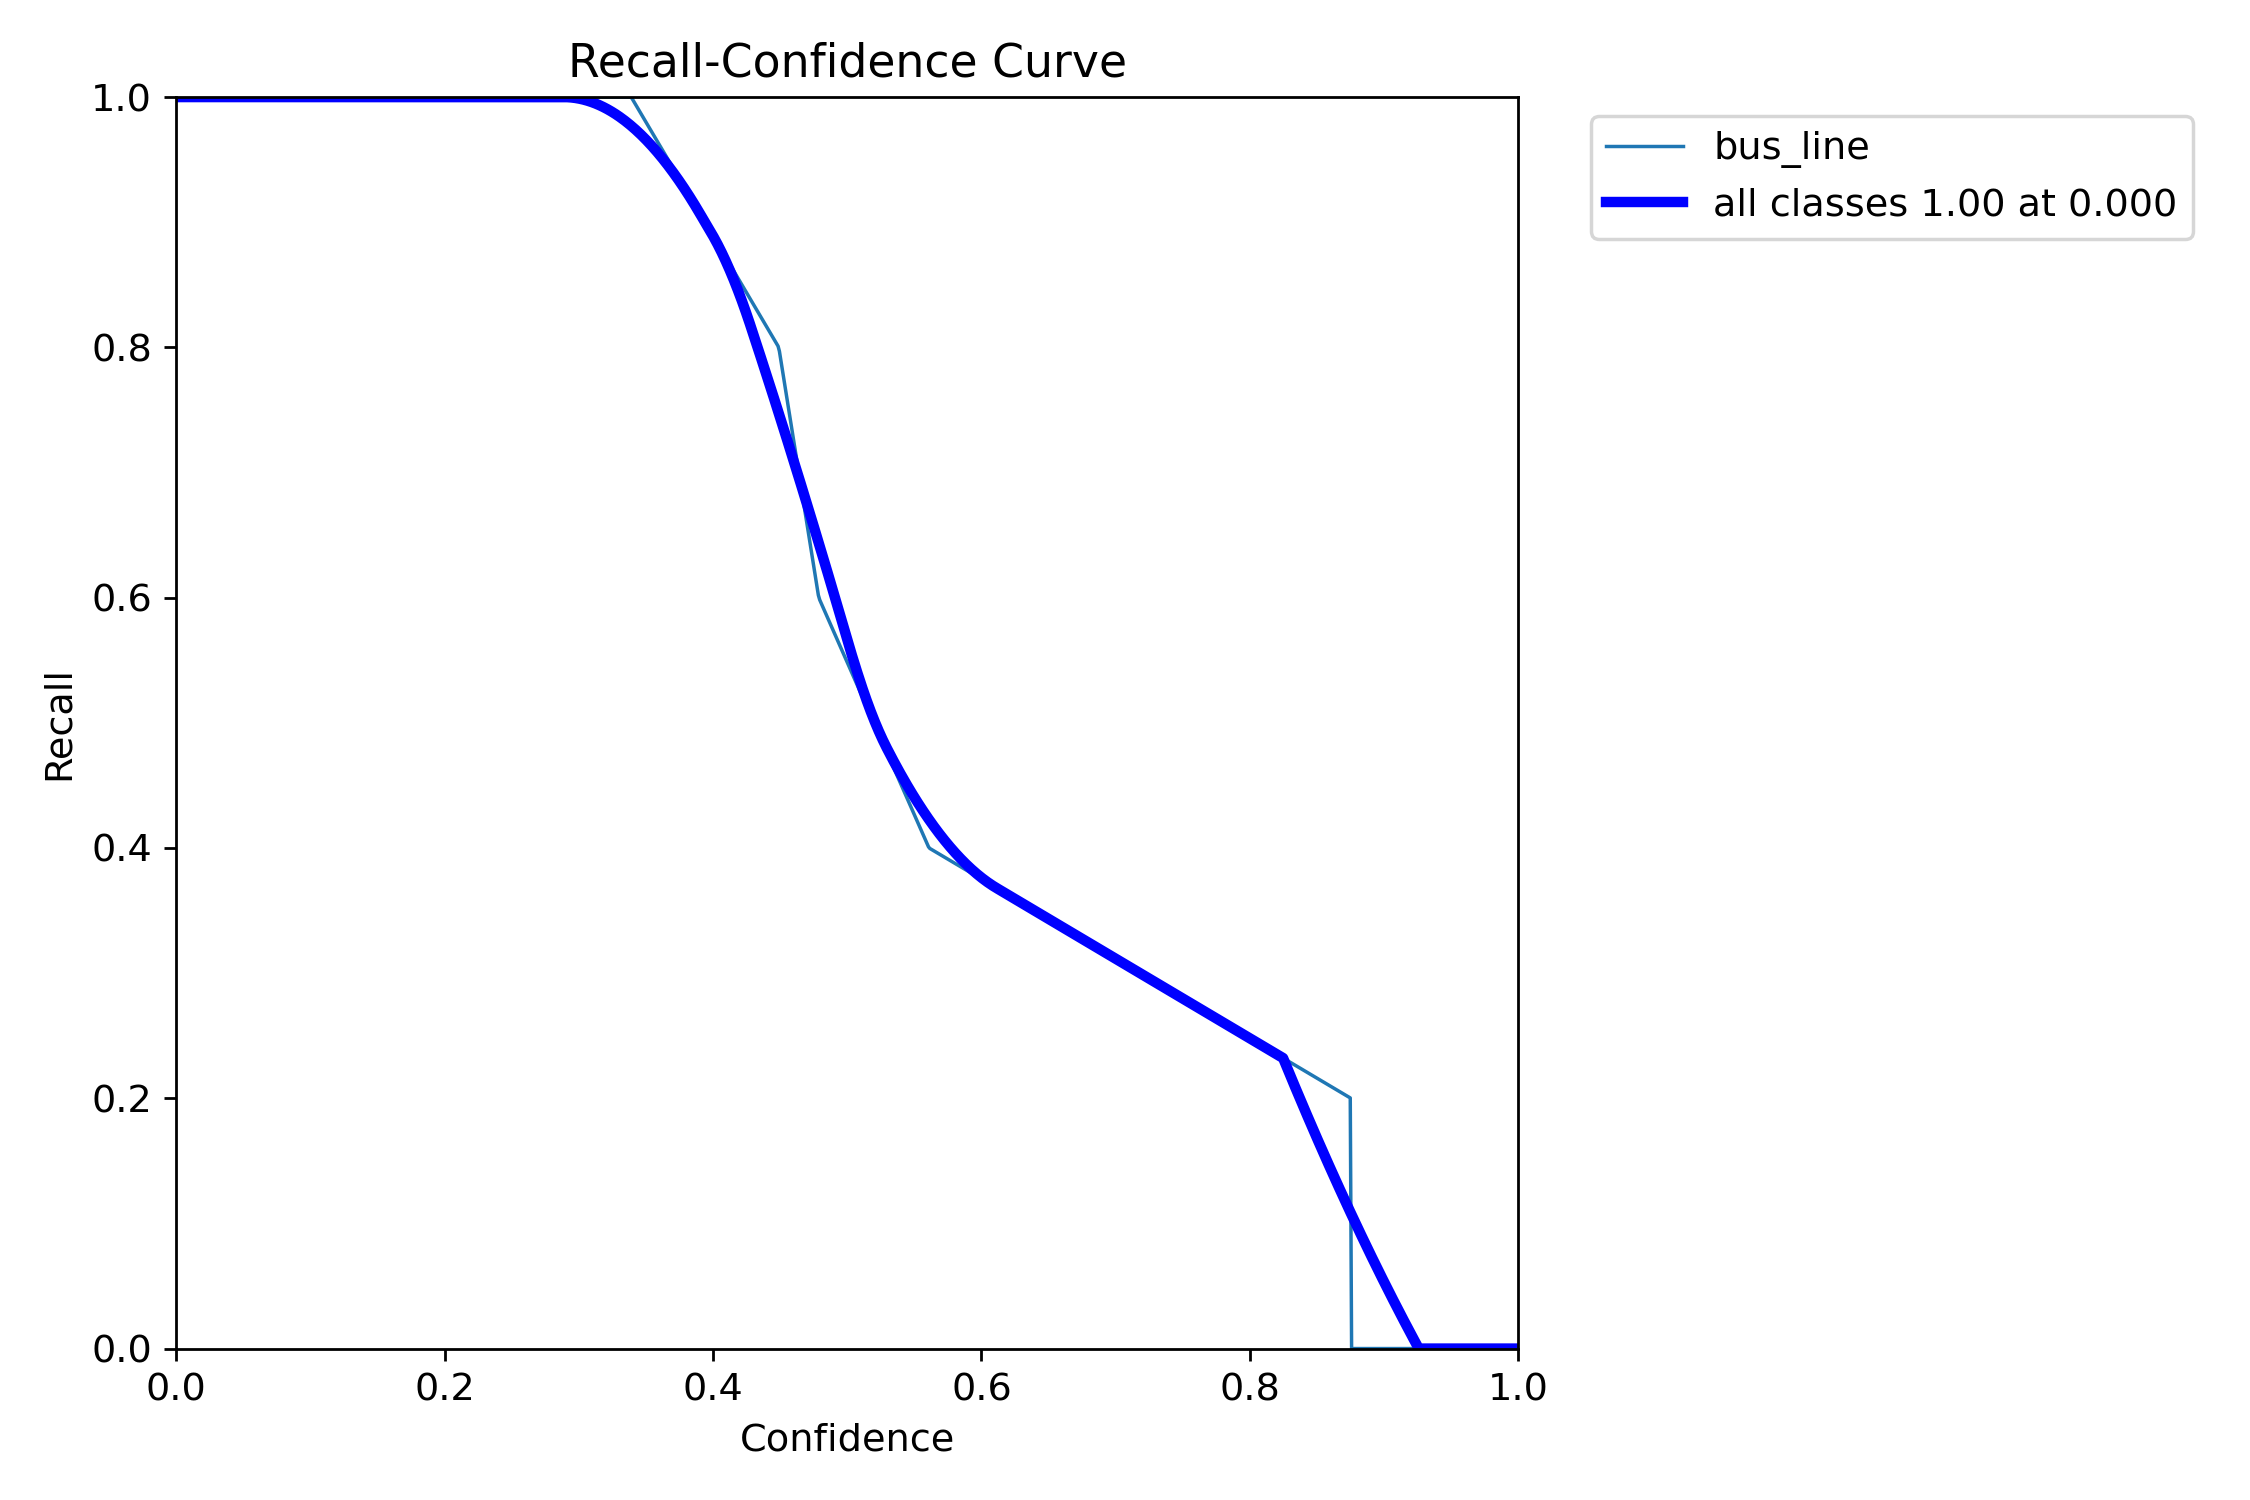 Recall-Confidence Curve
1.0
0.8
0.6
0.4
0.2
0.0
Recall
0.0 0.2 0.4 0.6 0.8 1.0
Confidence
bus_line
all classes 1.00 at 0.000